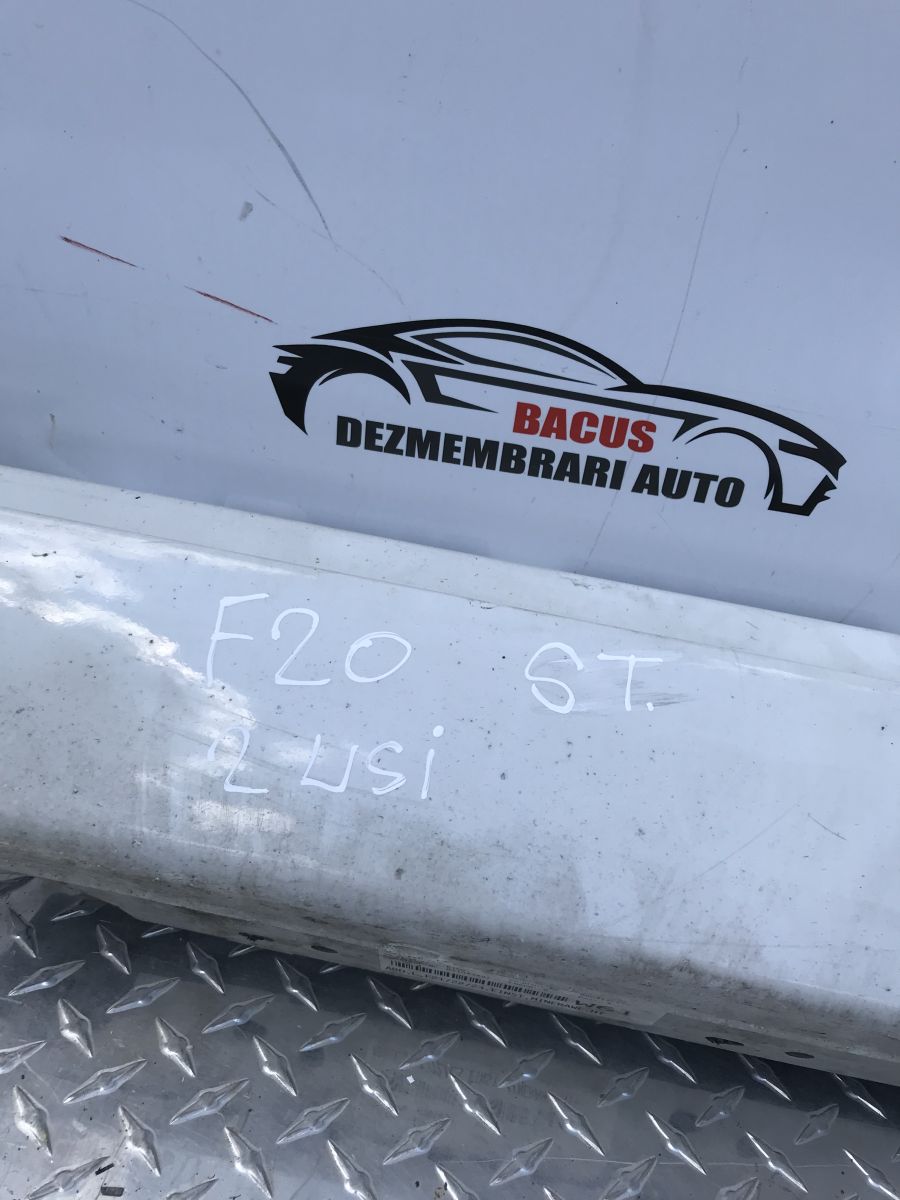 BACUS
DEZMEMBRARI AUTO
F20 ST.
2 USi